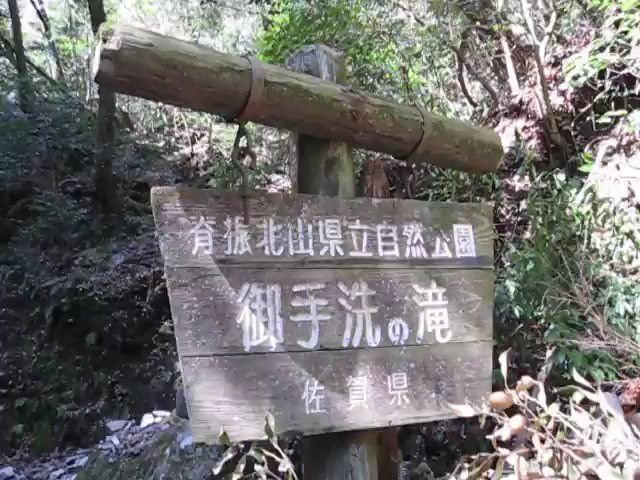 脊振北山県立自然公園
御手洗の滝
佐賀県